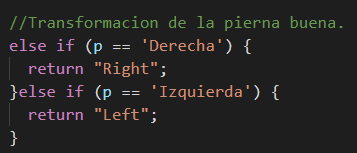 //Transformacion de la pierna buena.
else if (p == 'Derecha') {
  return "Right";
}else if (p == 'Izquierda') {
  return "Left";
}